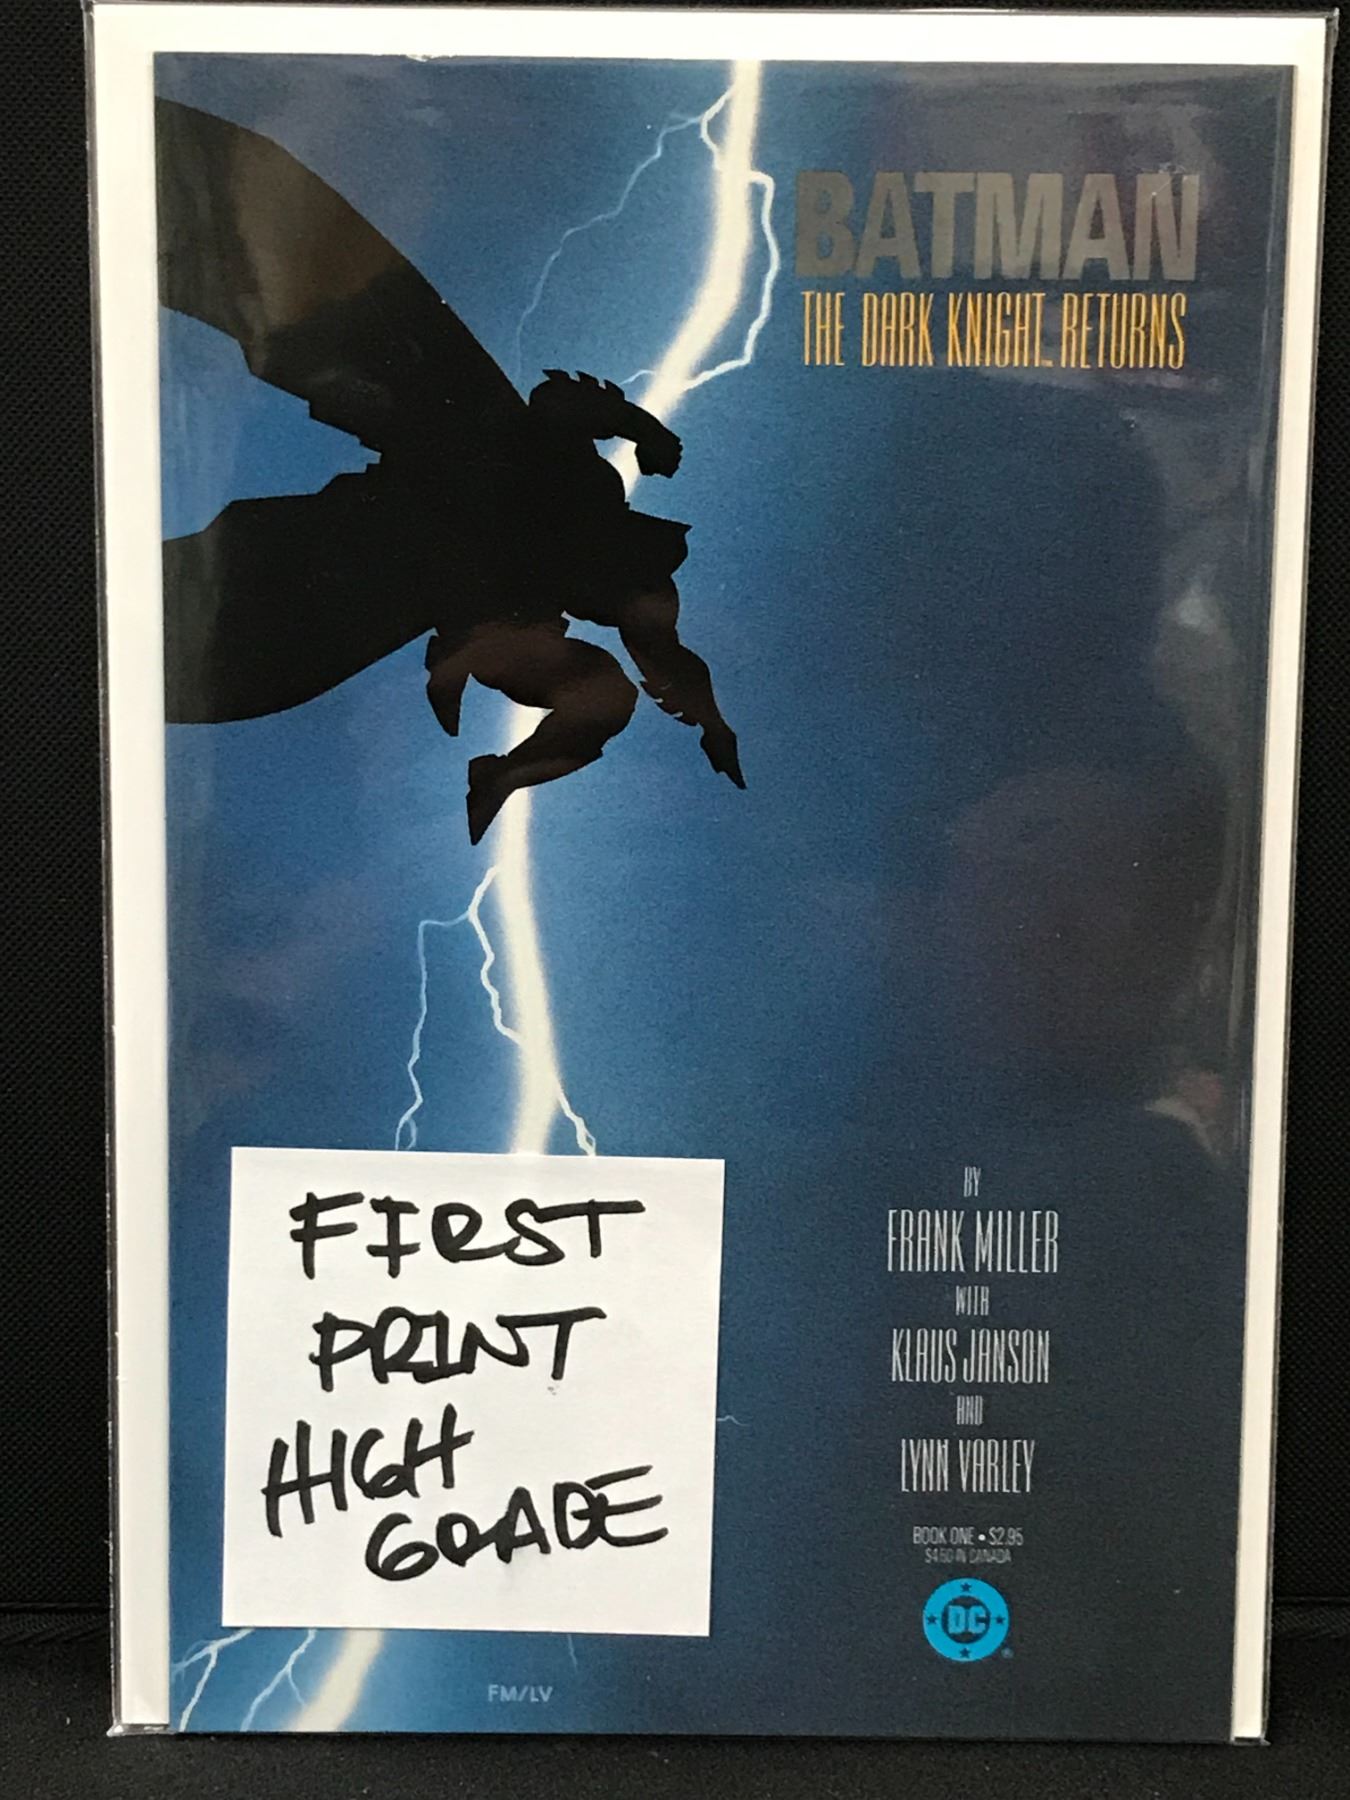 BATMAN
THE DARK KNIGHT™ RETURNS
BY
FRANK MILLER
WITH
KLAUS JANSON
AND
LYNN VARLEY
BOOK ONE • $2.95
$4.50 IN CANADA
DC
®
FIRST
PRINT
HIGH
GRADE
FM/LV